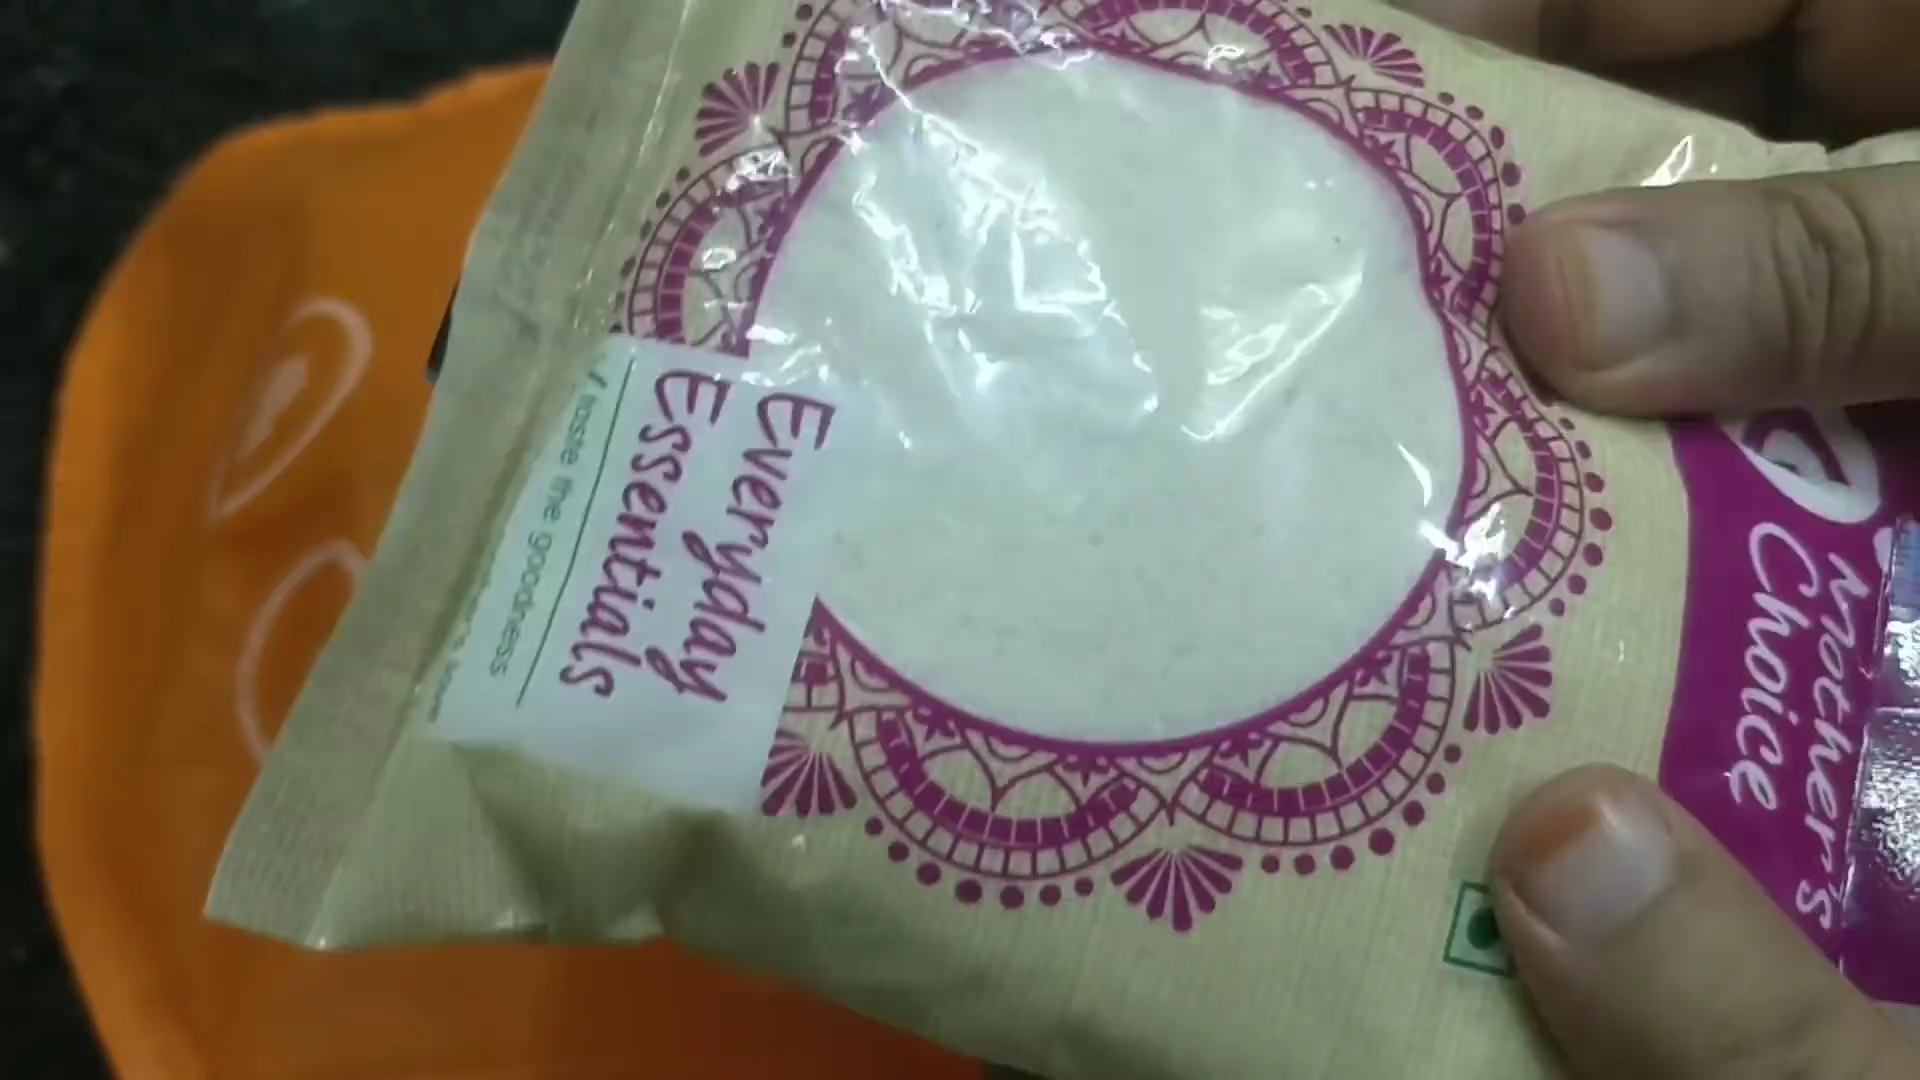 Mother's
Choice
Everyday
Essentials
taste the goodness